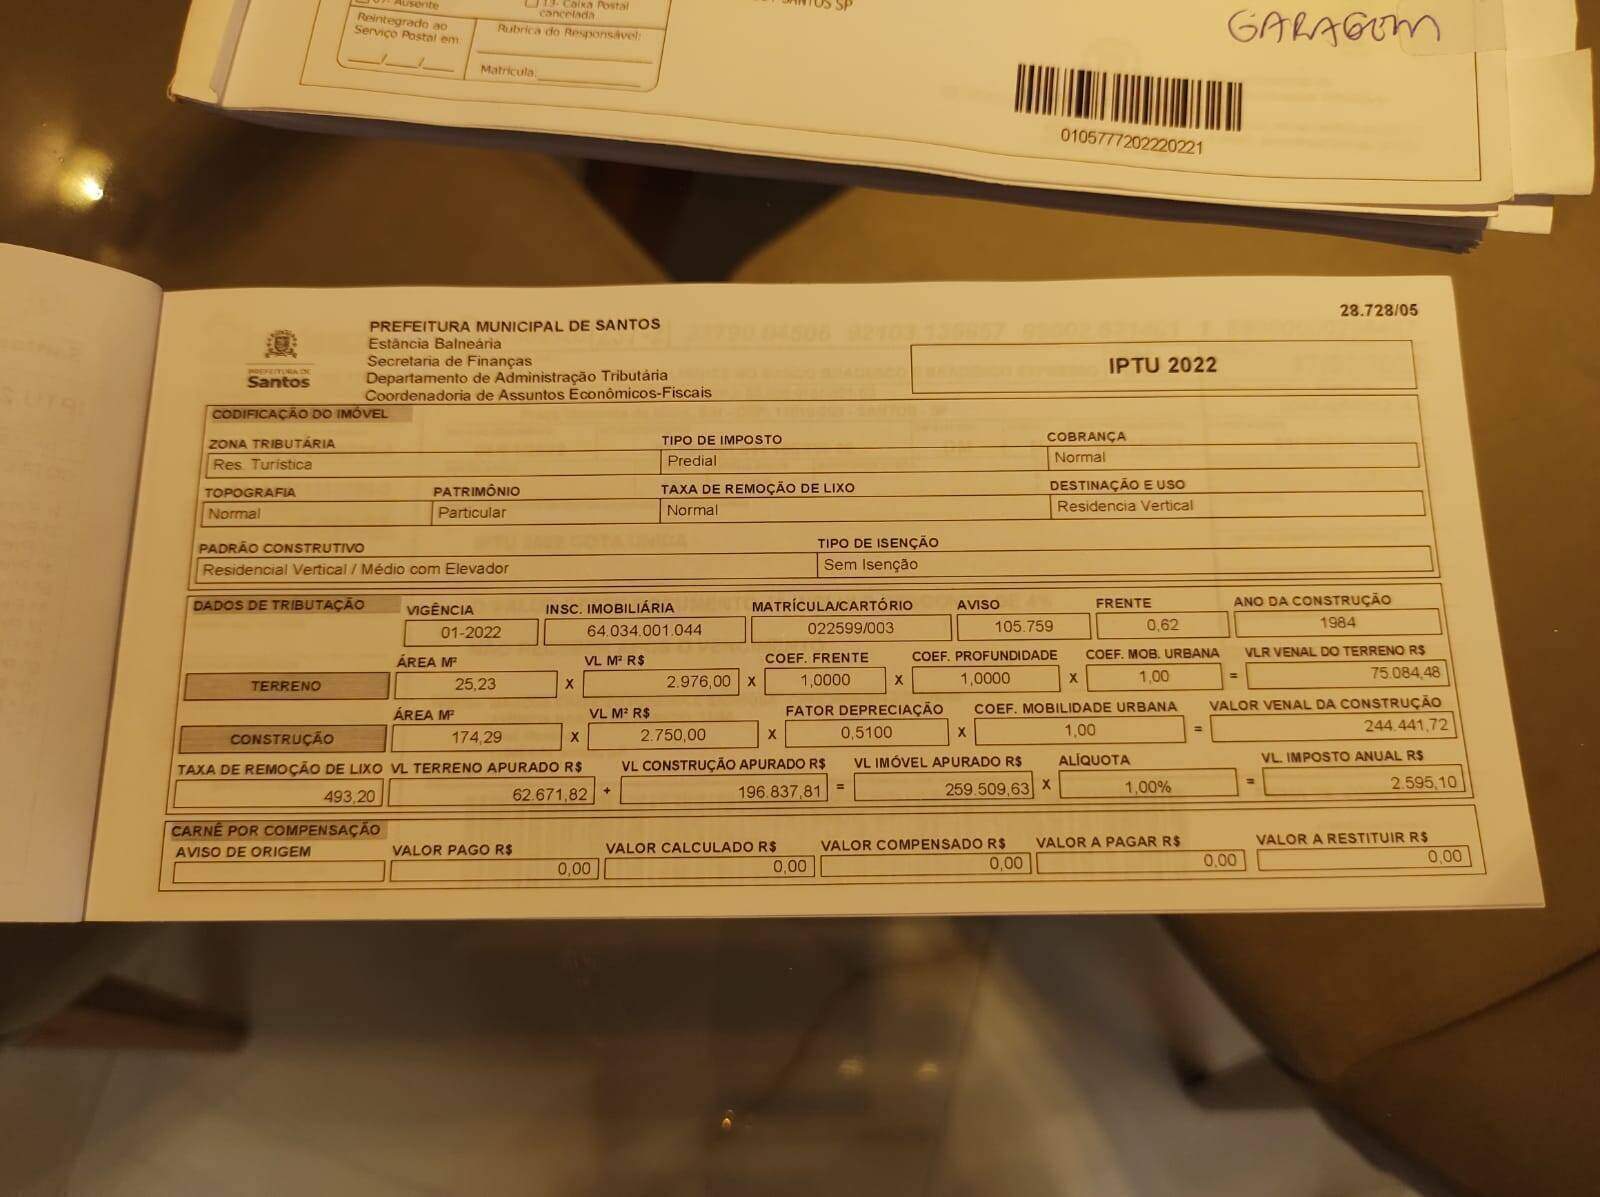 Ausente
13- Caixa Postal
cancelada
Reintegrado ao
Serviço Postal em
Rubrica do Responsável:
Matrícula:
SANTOS SP
GARAGEM
0105777202220221
28.728/05
PREFEITURA MUNICIPAL DE SANTOS
Estância Balneária
Secretaria de Finanças
Departamento de Administração Tributária
Coordenadoria de Assuntos Econômicos-Fiscais
PREFEITURA DE
Santos
IPTU 2022
CODIFICAÇÃO DO IMÓVEL
ZONA TRIBUTÁRIA TIPO DE IMPOSTO COBRANÇA
Res. Turística Predial Normal
TOPOGRAFIA PATRIMÔNIO TAXA DE REMOÇÃO DE LIXO DESTINAÇÃO E USO
Normal Particular Normal Residencia Vertical
PADRÃO CONSTRUTIVO TIPO DE ISENÇÃO
Residencial Vertical / Médio com Elevador Sem Isenção
DADOS DE TRIBUTAÇÃO VIGÊNCIA INSC. IMOBILIÁRIA MATRÍCULA/CARTÓRIO AVISO FRENTE ANO DA CONSTRUÇÃO
01-2022 64.034.001.044 022599/003 105.759 0,62 1984
ÁREA M² VL M² R$ COEF. FRENTE COEF. PROFUNDIDADE COEF. MOB. URBANA VLR VENAL DO TERRENO R$
TERRENO 25,23 X 2.976,00 X 1,0000 X 1,0000 X 1,00 = 75.084,48
ÁREA M² VL M² R$ FATOR DEPRECIAÇÃO COEF. MOBILIDADE URBANA VALOR VENAL DA CONSTRUÇÃO
CONSTRUÇÃO 174,29 X 2.750,00 X 0,5100 X 1,00 = 244.441,72
TAXA DE REMOÇÃO DE LIXO VL TERRENO APURADO R$ VL CONSTRUÇÃO APURADO R$ VL IMÓVEL APURADO R$ ALÍQUOTA VL. IMPOSTO ANUAL R$
493,20 62.671,82 + 196.837,81 = 259.509,63 X 1,00% = 2.595,10
CARNÊ POR COMPENSAÇÃO
AVISO DE ORIGEM VALOR PAGO R$ VALOR CALCULADO R$ VALOR COMPENSADO R$ VALOR A PAGAR R$ VALOR A RESTITUIR R$
0,00 0,00 0,00 0,00 0,00